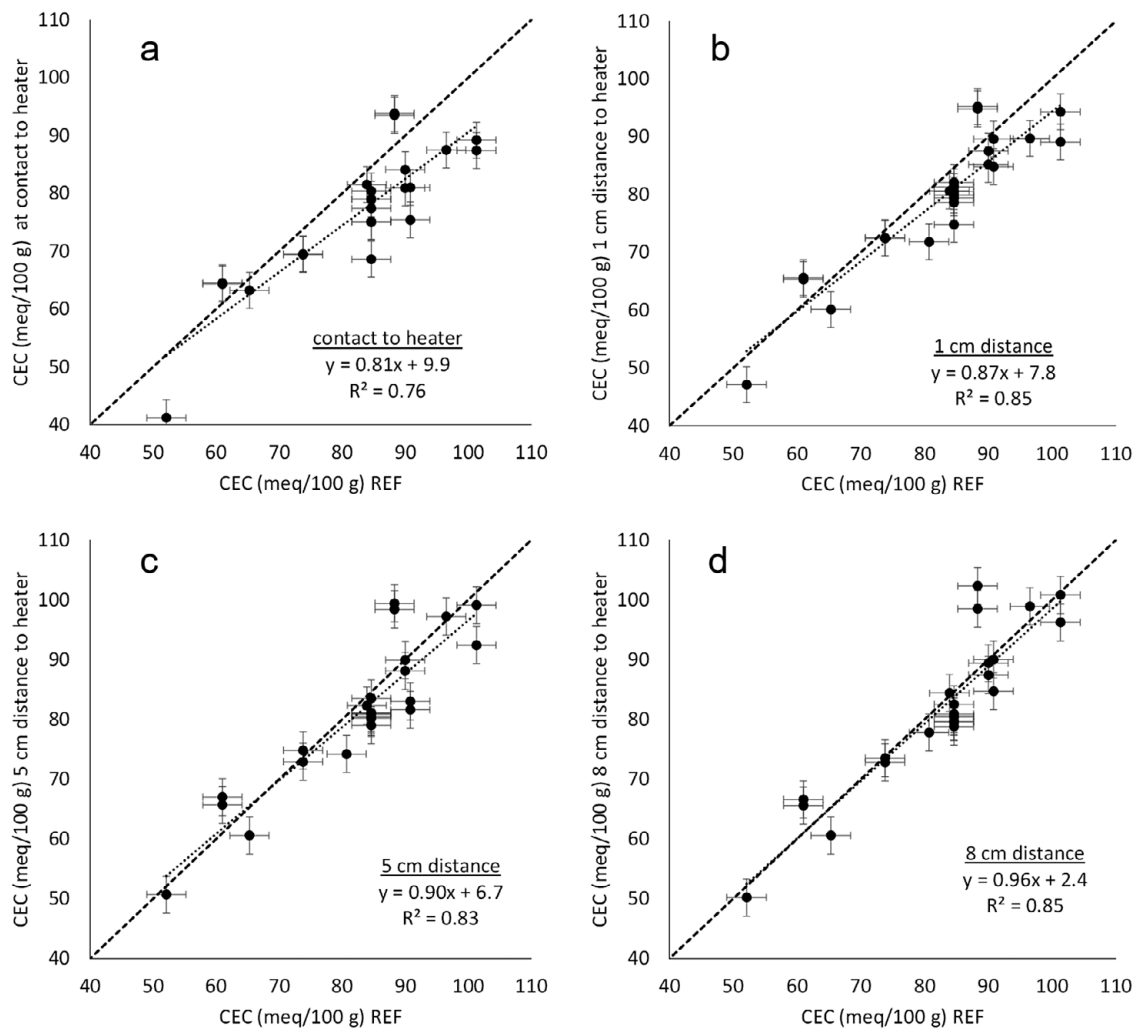 a
CEC (meq/100 g) at contact to heater
110
100
90
80
70
60
50
40
contact to heater
y = 0.81x + 9.9
R² = 0.76
40 50 60 70 80 90 100 110
CEC (meq/100 g) REF
b
CEC (meq/100 g) 1 cm distance to heater
110
100
90
80
70
60
50
40
1 cm distance
y = 0.87x + 7.8
R² = 0.85
40 50 60 70 80 90 100 110
CEC (meq/100 g) REF
c
CEC (meq/100 g) 5 cm distance to heater
110
100
90
80
70
60
50
40
5 cm distance
y = 0.90x + 6.7
R² = 0.83
40 50 60 70 80 90 100 110
CEC (meq/100 g) REF
d
CEC (meq/100 g) 8 cm distance to heater
110
100
90
80
70
60
50
40
8 cm distance
y = 0.96x + 2.4
R² = 0.85
40 50 60 70 80 90 100 110
CEC (meq/100 g) REF